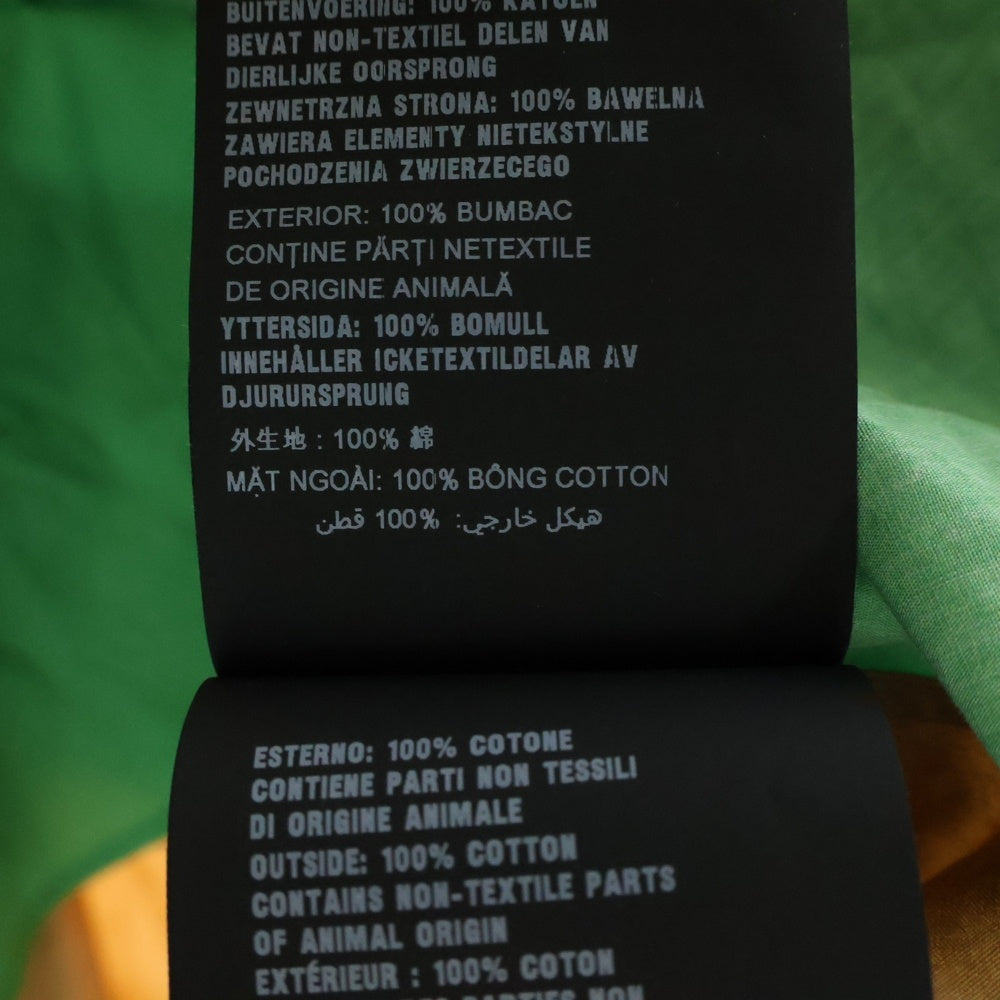 BUITENVOERING: 100% KATOEN
BEVAT NON-TEXTIEL DELEN VAN
DIERLIJKE OORSPRONG
ZEWNETRZNA STRONA: 100% BAWELNA
ZAWIERA ELEMENTY NIETEKSTYLNE
POCHODZENIA ZWIERZECEGO
EXTERIOR: 100% BUMBAC
CONȚINE PĂRȚI NETEXTILE
DE ORIGINE ANIMALĂ
YTTERSIDA: 100% BOMULL
INNEHÅLLER ICKETEXTILDELAR AV
DJURURSPRUNG
外生地 : 100% 綿
MẶT NGOÀI: 100% BÔNG COTTON
هيكل خارجي: 100% قطن
ESTERNO: 100% COTONE
CONTIENE PARTI NON TESSILI
DI ORIGINE ANIMALE
OUTSIDE: 100% COTTON
CONTAINS NON-TEXTILE PARTS
OF ANIMAL ORIGIN
EXTÉRIEUR : 100% COTON
PARTIES NON